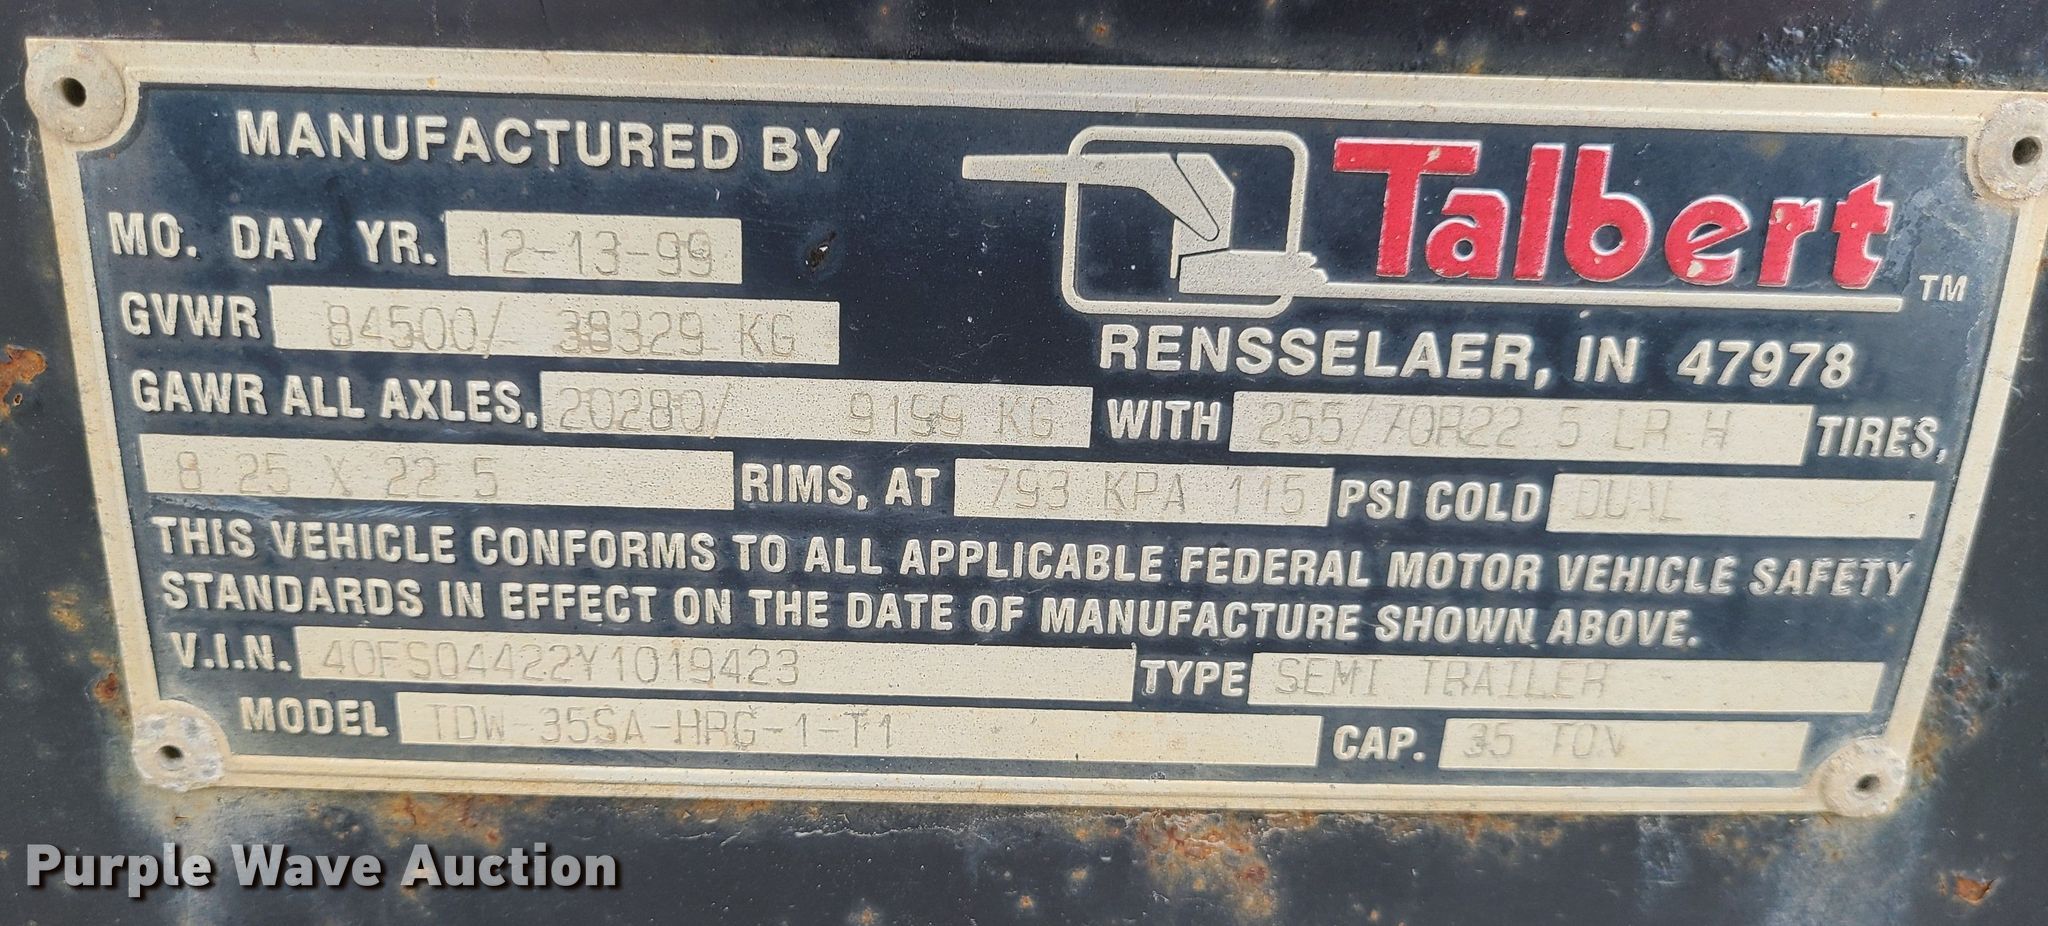 MANUFACTURED BY Talbert TM
MO. DAY YR. 12-13-99
RENSSELAER, IN 47978
GVWR 84500/ 38329 KG
GAWR ALL AXLES, 20280/ 9199 KG WITH 255/70R22 5 LR H TIRES,
8 25 X 22 5 RIMS, AT 793 KPA 115 PSI COLD DUAL
THIS VEHICLE CONFORMS TO ALL APPLICABLE FEDERAL MOTOR VEHICLE SAFETY
STANDARDS IN EFFECT ON THE DATE OF MANUFACTURE SHOWN ABOVE.
V.I.N. 40FS04422Y1019423 TYPE SEMI TRAILER
MODEL TDW-35SA-HRG-1-T1 CAP. 35 TON
Purple Wave Auction